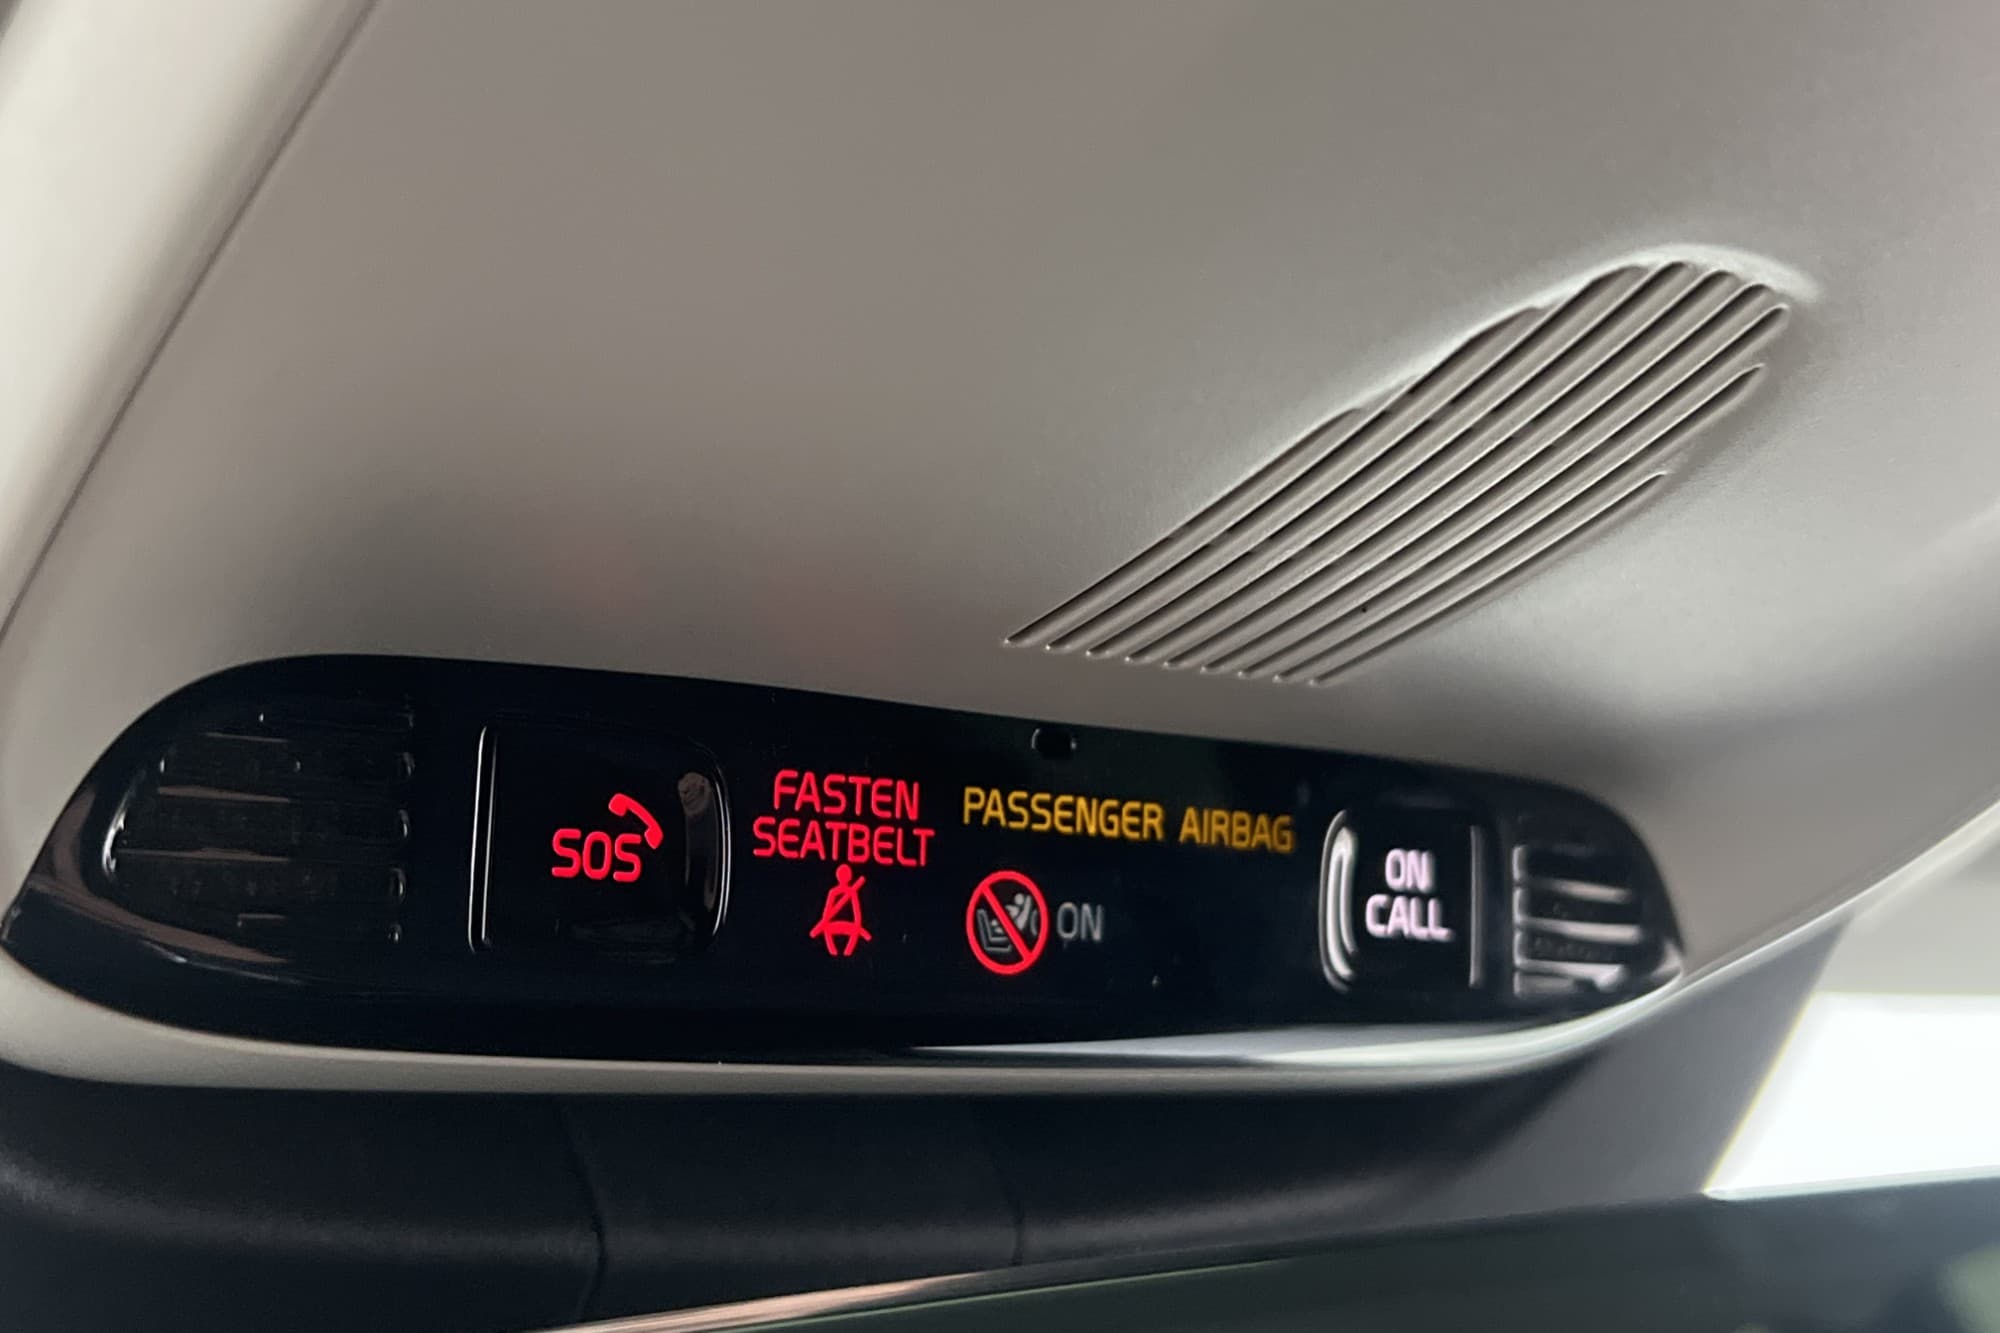 SOS
FASTEN
SEATBELT
PASSENGER AIRBAG
ON
ON
CALL